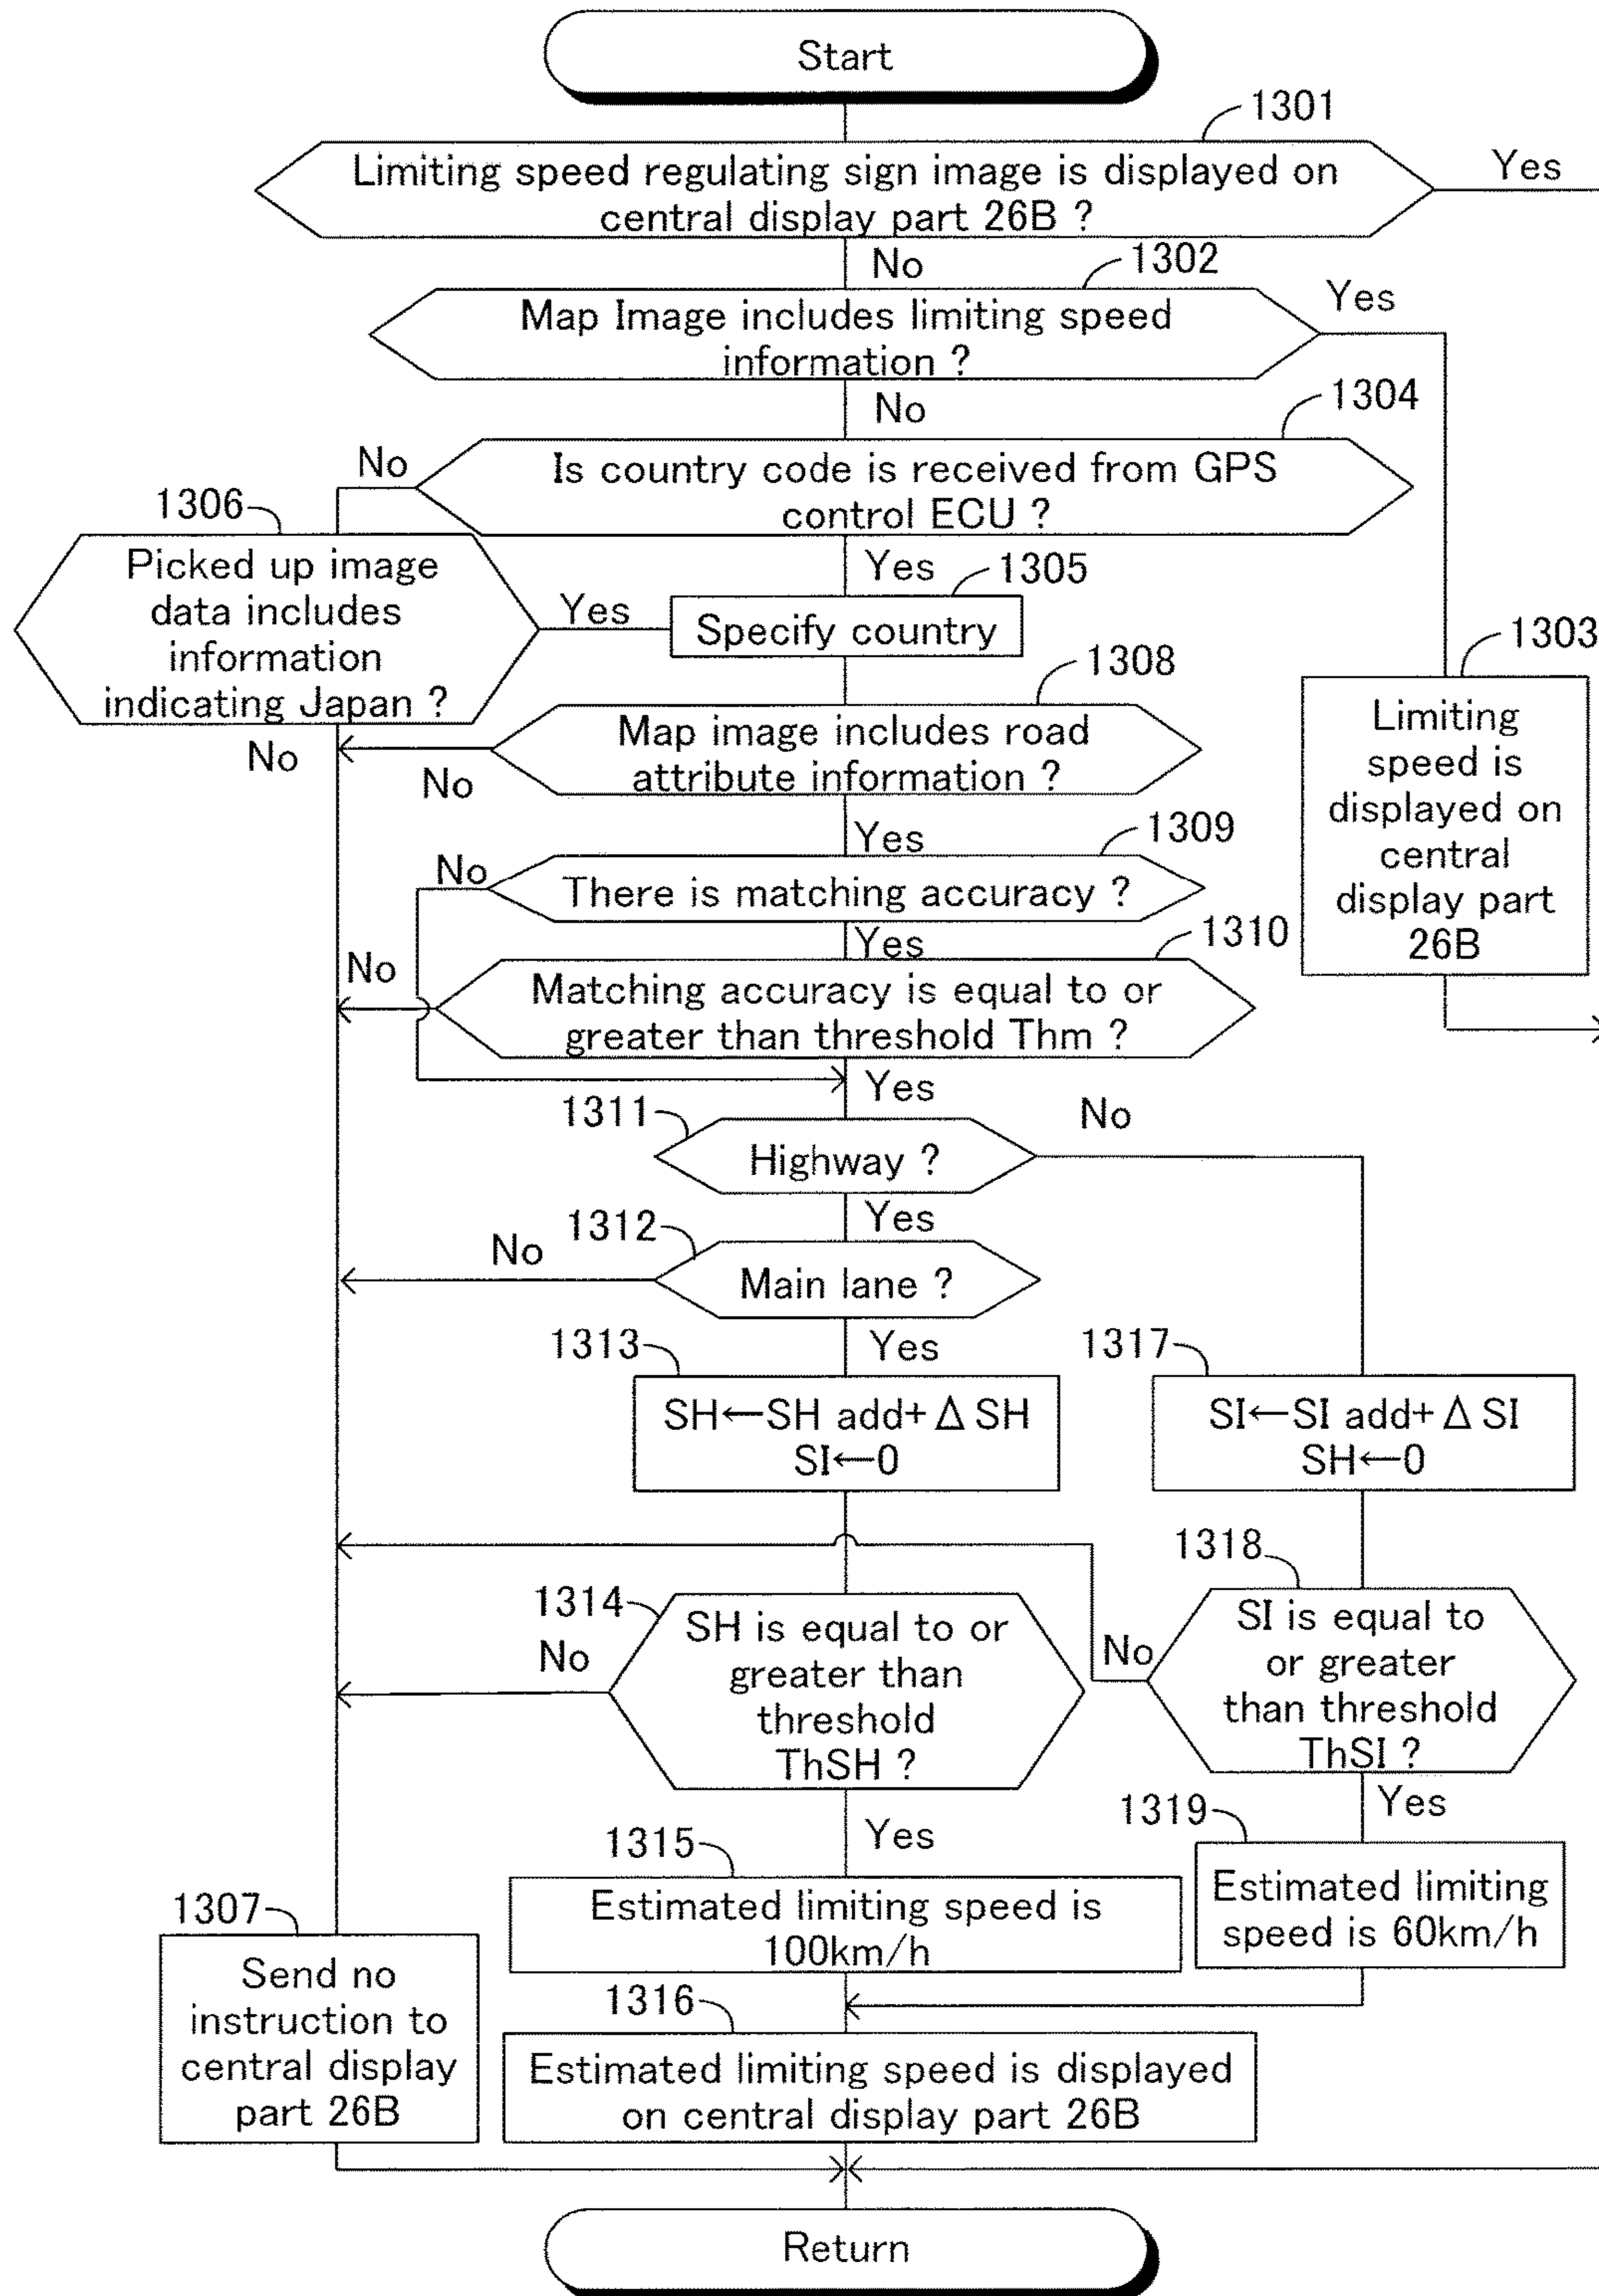 Start
1301
Limiting speed regulating sign image is displayed on
central display part 26B ?
Yes
No
1302
Map Image includes limiting speed
information ?
Yes
No
1304
Is country code is received from GPS
control ECU ?
No
1306
Picked up image
data includes
information
indicating Japan ?
Yes
No
Yes
1305
Specify country
1303
Limiting
speed is
displayed on
central
display part
26B
1308
Map image includes road
attribute information ?
No
Yes
1309
There is matching accuracy ?
No
Yes
1310
Matching accuracy is equal to or
greater than threshold Thm ?
No
Yes
1311
Highway ?
No
Yes
1312
Main lane ?
No
Yes
1313
SH←SH add+ΔSH
SI←0
1317
SI←SI add+ΔSI
SH←0
1314
SH is equal to or
greater than
threshold
ThSH ?
No
Yes
1318
SI is equal to
or greater
than threshold
ThSI ?
No
Yes
1315
Estimated limiting speed is
100km/h
1319
Estimated limiting
speed is 60km/h
1307
Send no
instruction to
central display
part 26B
1316
Estimated limiting speed is displayed
on central display part 26B
Return